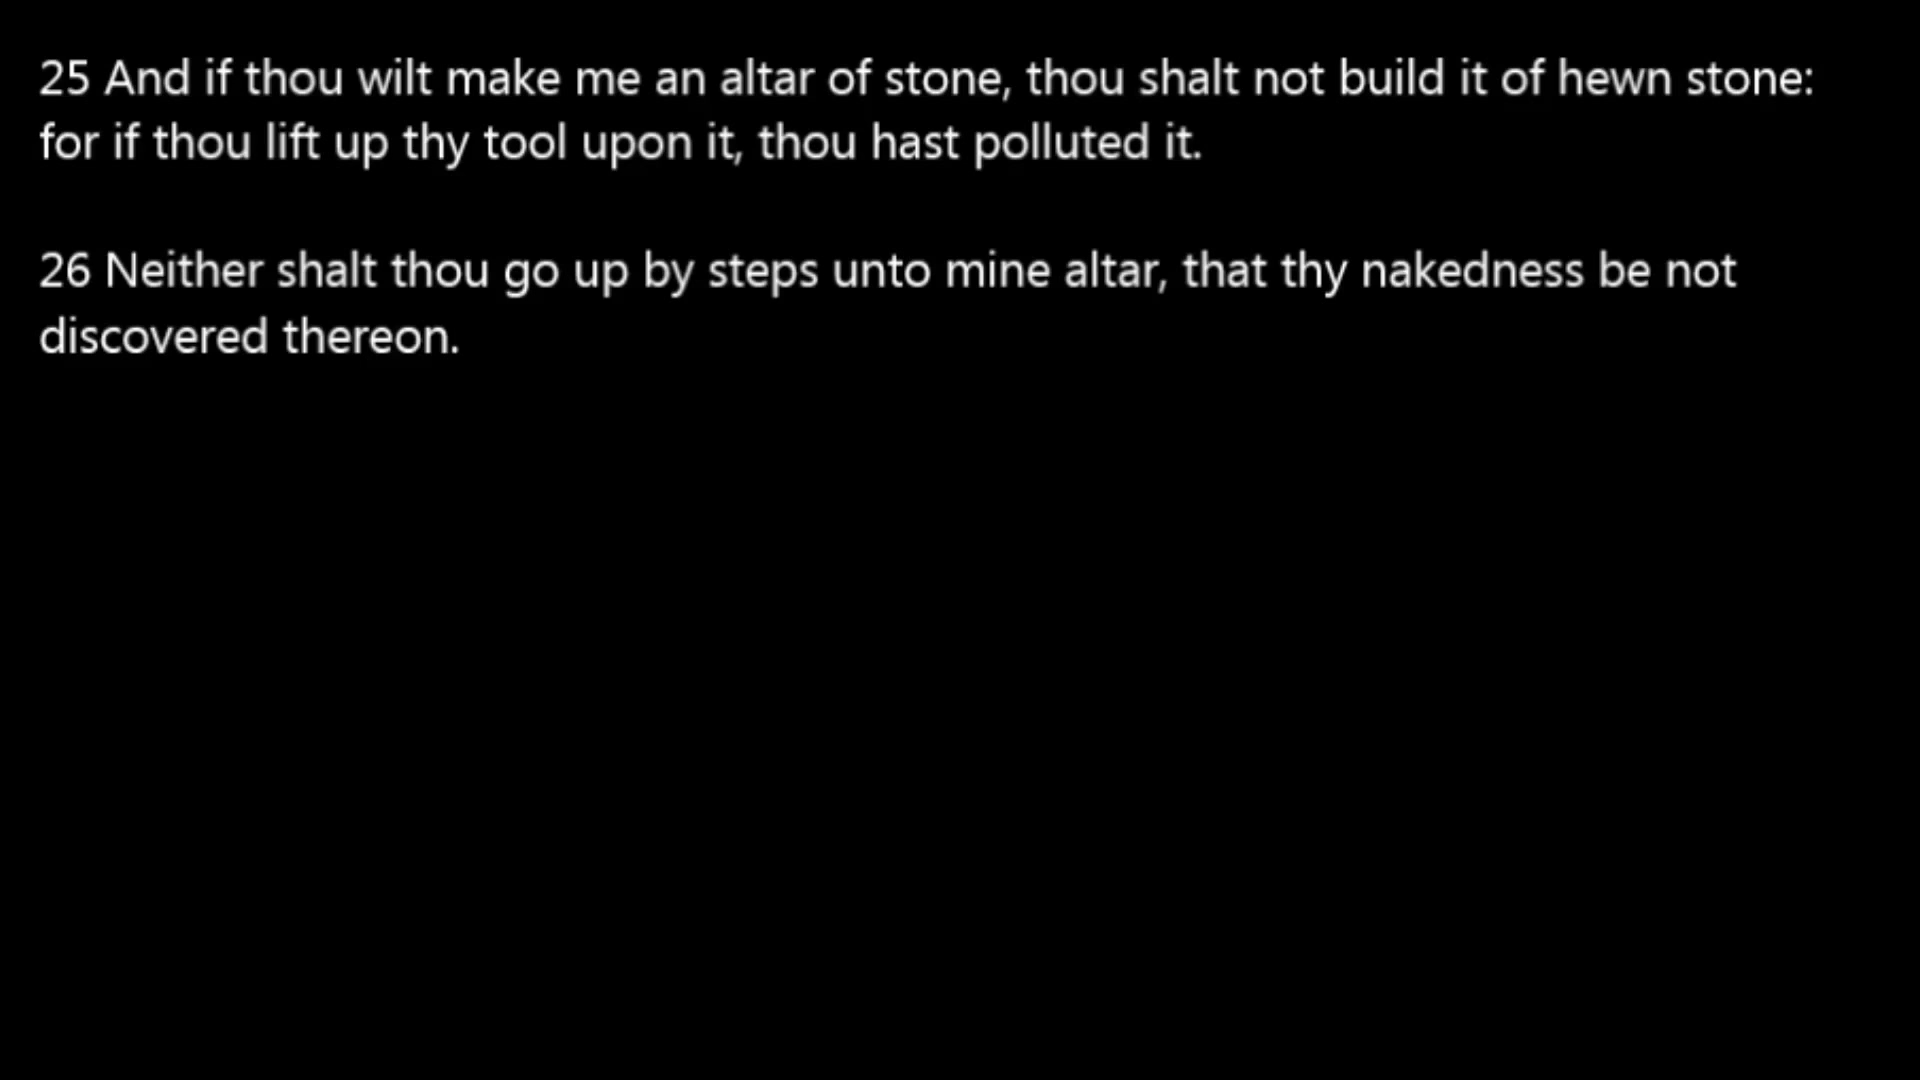 25 And if thou wilt make me an altar of stone, thou shalt not build it of hewn stone:
for if thou lift up thy tool upon it, thou hast polluted it.
26 Neither shalt thou go up by steps unto mine altar, that thy nakedness be not
discovered thereon.